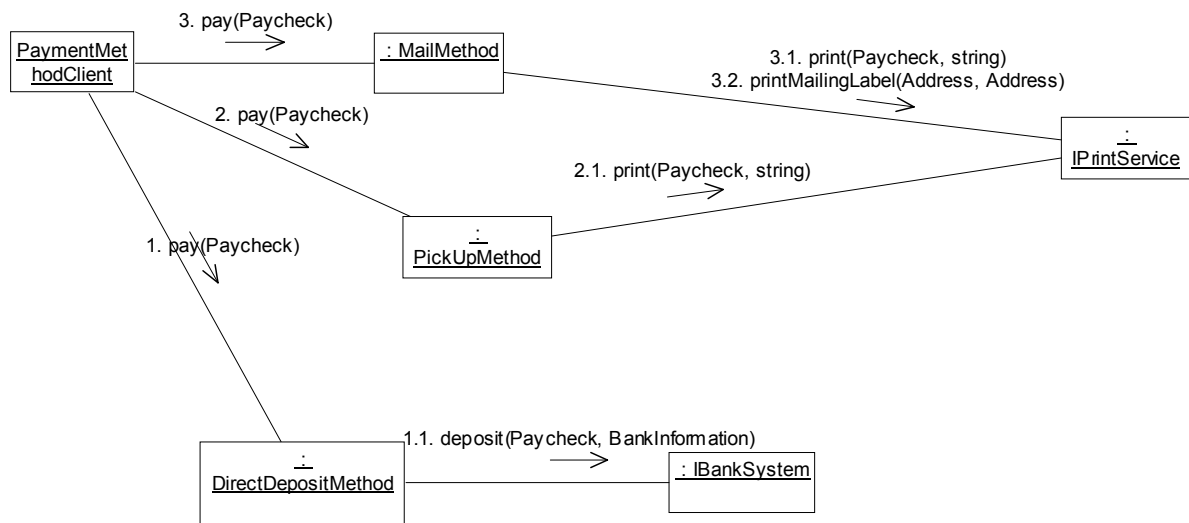 3. pay(Paycheck)
PaymentMet
hodClient
: MailMethod
3.1. print(Paycheck, string)
3.2. printMailingLabel(Address, Address)
2. pay(Paycheck)
:
IPrintService
2.1. print(Paycheck, string)
:
PickUpMethod
1. pay(Paycheck)
1.1. deposit(Paycheck, BankInformation)
:
DirectDepositMethod
: IBankSystem